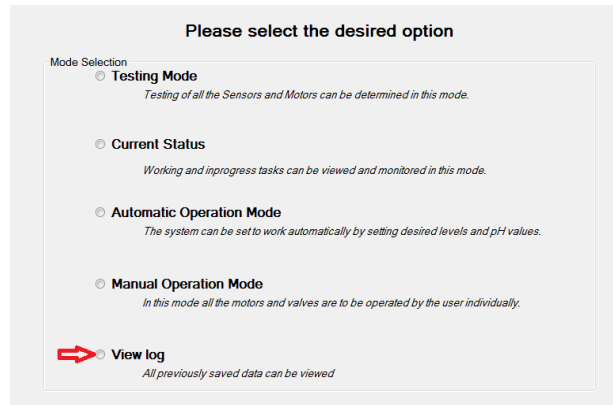 Please select the desired option
Mode Selection
Testing Mode
Testing of all the Sensors and Motors can be determined in this mode.
Current Status
Working and inprogress tasks can be viewed and monitored in this mode.
Automatic Operation Mode
The system can be set to work automatically by setting desired levels and pH values.
Manual Operation Mode
In this mode all the motors and valves are to be operated by the user individually.
View log
All previously saved data can be viewed